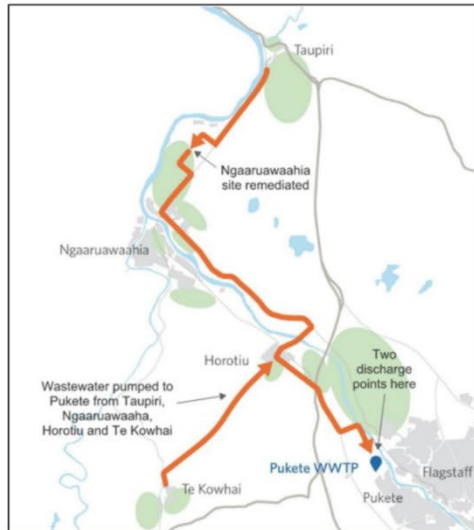 Taupiri
Ngaaruawaahia
site remediated
Ngaaruawaahia
Horotiu
Two
discharge
points here
Wastewater pumped to
Pukete from Taupiri,
Ngaaruawaaha,
Horotiu and Te Kowhai
Pukete WWTP
Flagstaff
Te Kowhai
Pukete